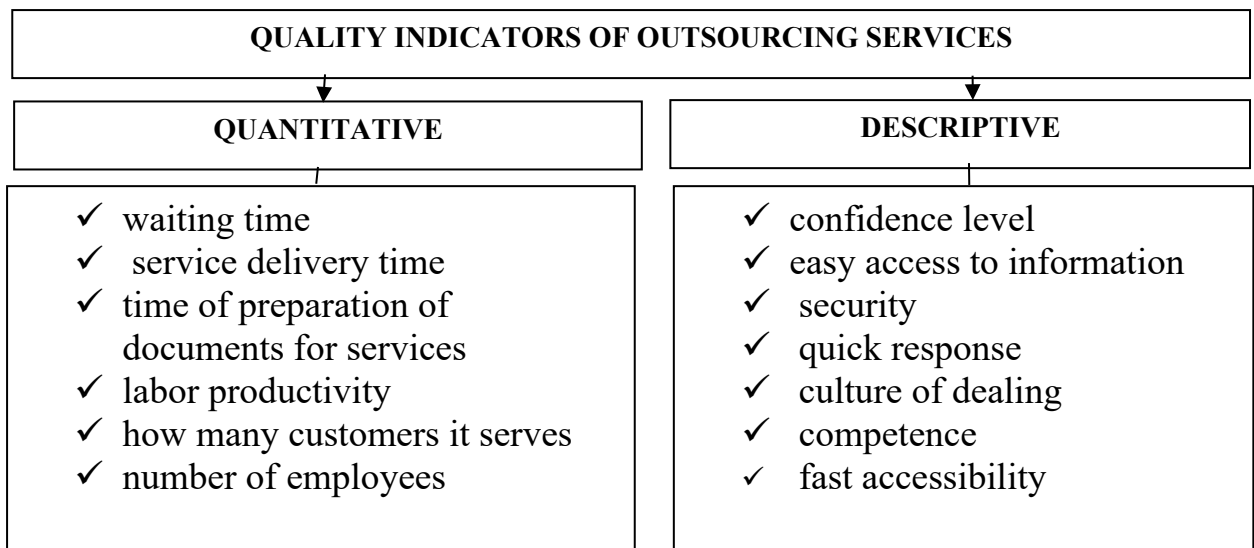 QUALITY INDICATORS OF OUTSOURCING SERVICES
QUANTITATIVE
DESCRIPTIVE
✓ waiting time
✓ service delivery time
✓ time of preparation of
documents for services
✓ labor productivity
✓ how many customers it serves
✓ number of employees
✓ confidence level
✓ easy access to information
✓ security
✓ quick response
✓ culture of dealing
✓ competence
✓ fast accessibility